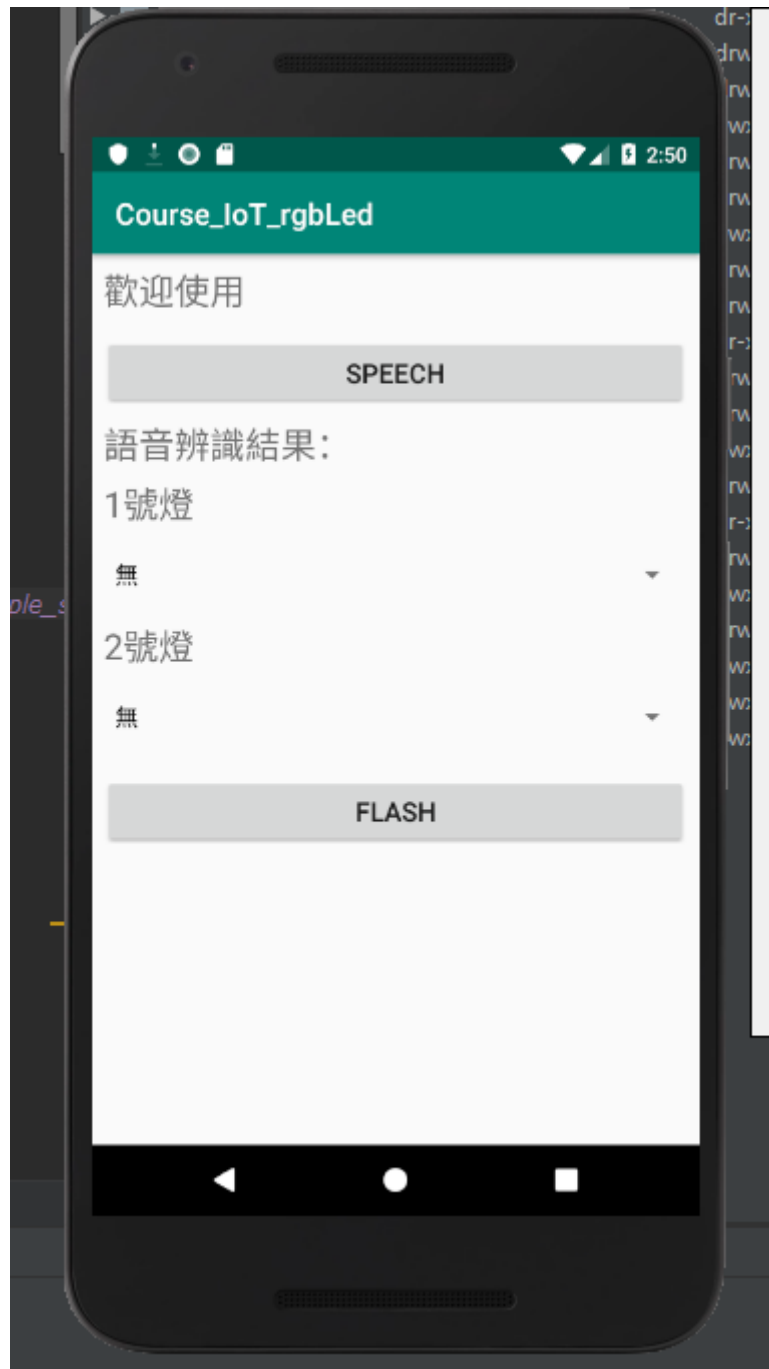 2:50
Course_IoT_rgbLed
歡迎使用
SPEECH
語音辨識結果：
1號燈
無
2號燈
無
FLASH